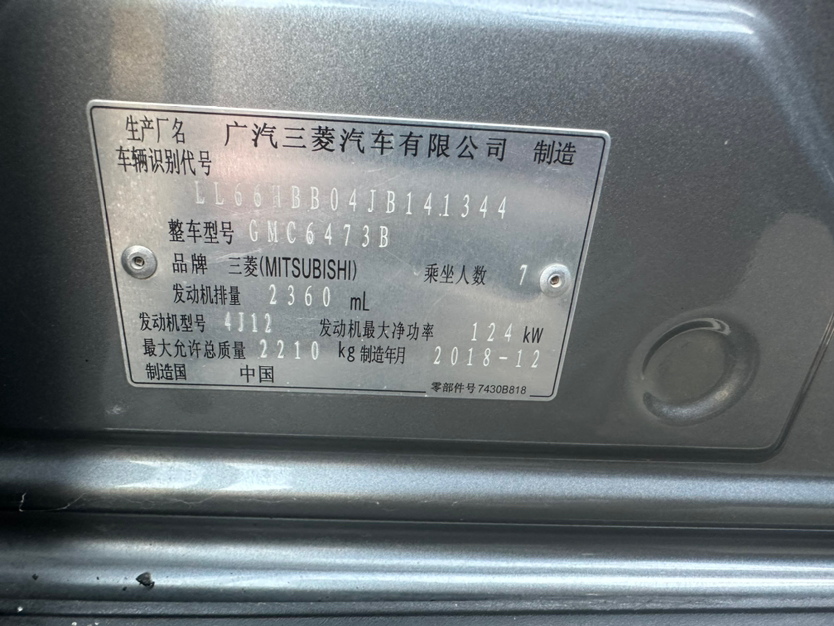 生产厂名 广汽三菱汽车有限公司 制造
车辆识别代号
LL66HBB04JB141344
整车型号 GMC6473B
品牌 三菱(MITSUBISHI) 乘坐人数 7
发动机排量 2360 mL
发动机型号 4J12 发动机最大净功率 124 kW
最大允许总质量 2210 kg 制造年月 2018-12
制造国 中国
零部件号 7430B818